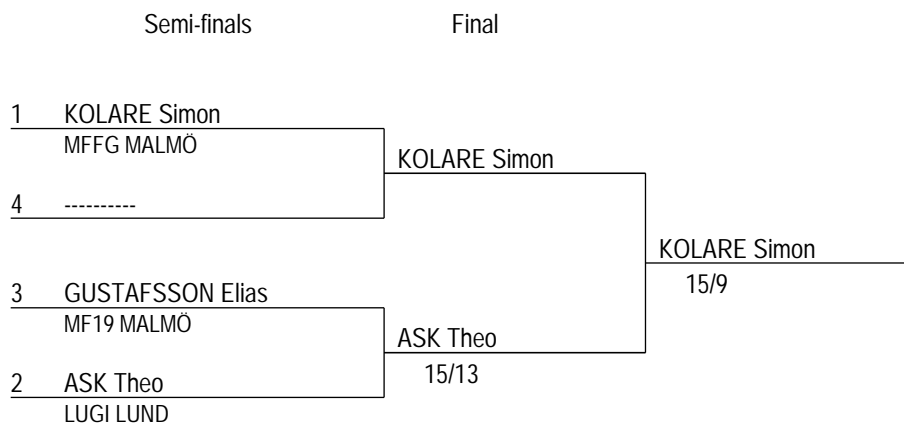 Semi-finals Final
1 KOLARE Simon
MFFG MALMÖ
KOLARE Simon
4 ----------
KOLARE Simon
15/9
3 GUSTAFSSON Elias
MF19 MALMÖ
ASK Theo
15/13
2 ASK Theo
LUGI LUND